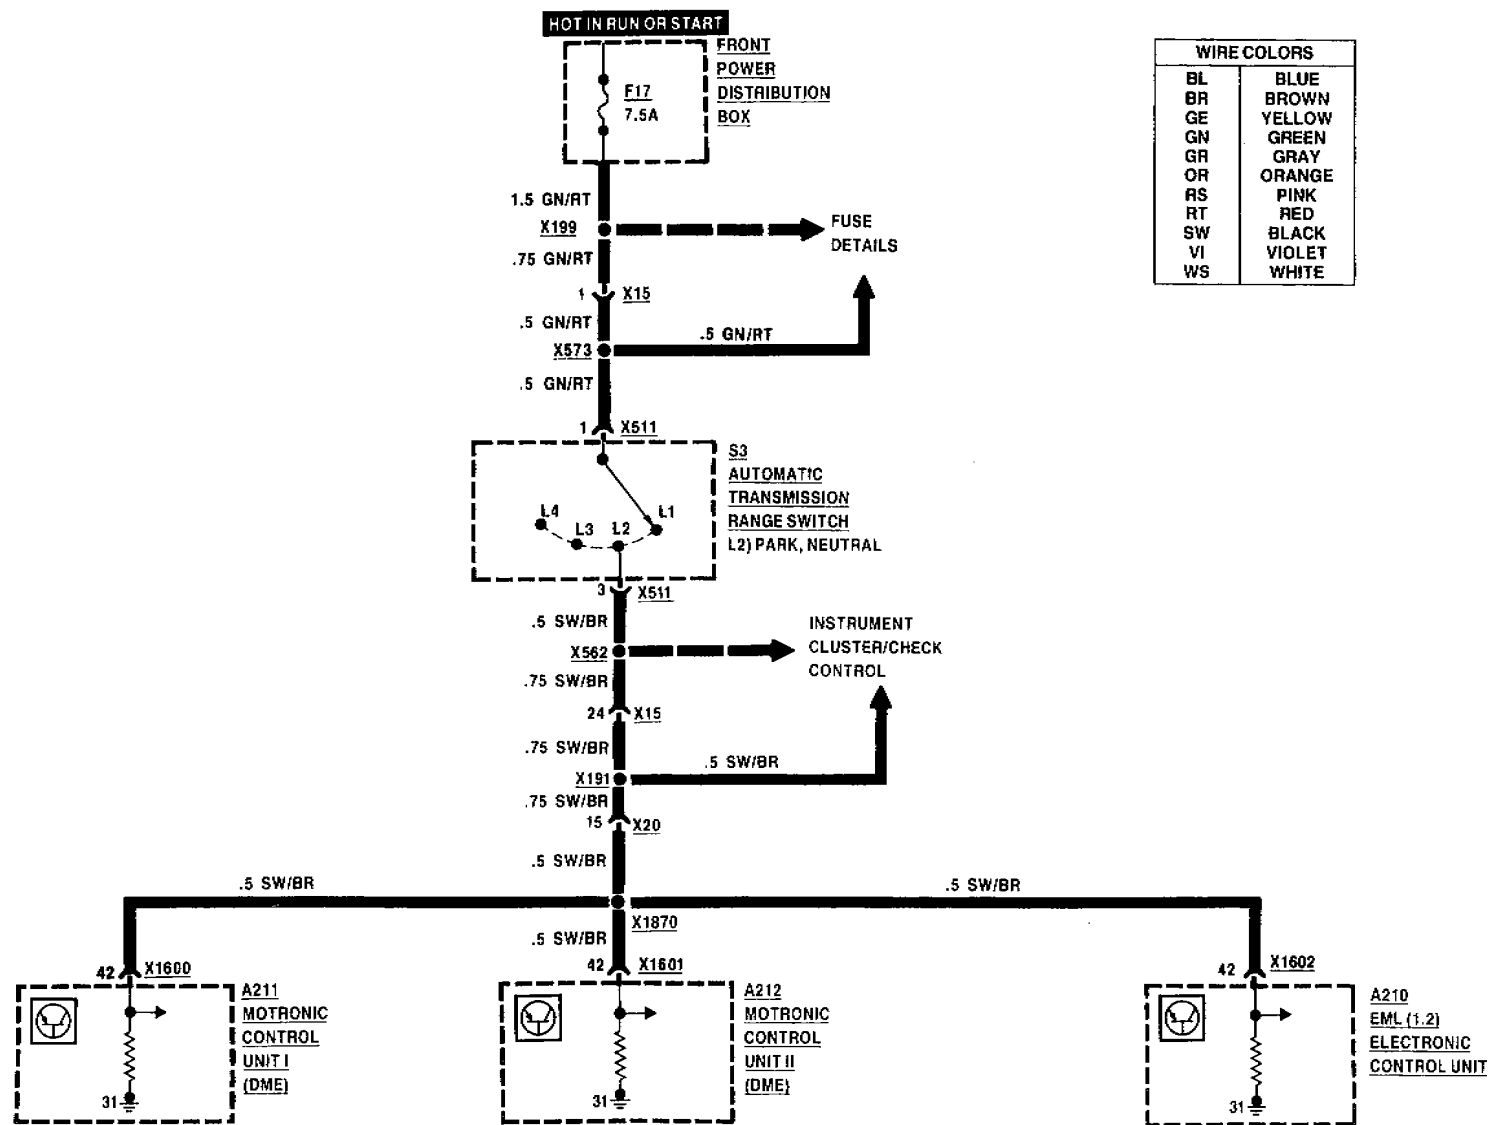 HOT IN RUN OR START
FRONT
POWER
DISTRIBUTION
BOX
F17
7.5A
WIRE COLORS
BL BLUE
BR BROWN
GE YELLOW
GN GREEN
GR GRAY
OR ORANGE
RS PINK
RT RED
SW BLACK
VI VIOLET
WS WHITE
1.5 GN/RT
X199
FUSE
DETAILS
.75 GN/RT
1 X15
.5 GN/RT
.5 GN/RT
X573
.5 GN/RT
1 X511
S3
AUTOMATIC
TRANSMISSION
RANGE SWITCH
L2) PARK, NEUTRAL
L4
L3
L2
L1
3 X511
.5 SW/BR
INSTRUMENT
CLUSTER/CHECK
CONTROL
X562
.75 SW/BR
24 X15
.75 SW/BR
.5 SW/BR
X191
.75 SW/BR
15 X20
.5 SW/BR
.5 SW/BR
.5 SW/BR
X1870
.5 SW/BR
42 X1600
42 X1601
42 X1602
A211
MOTRONIC
CONTROL
UNIT I
(DME)
31
A212
MOTRONIC
CONTROL
UNIT II
(DME)
31
A210
EML (1.2)
ELECTRONIC
CONTROL UNIT
31